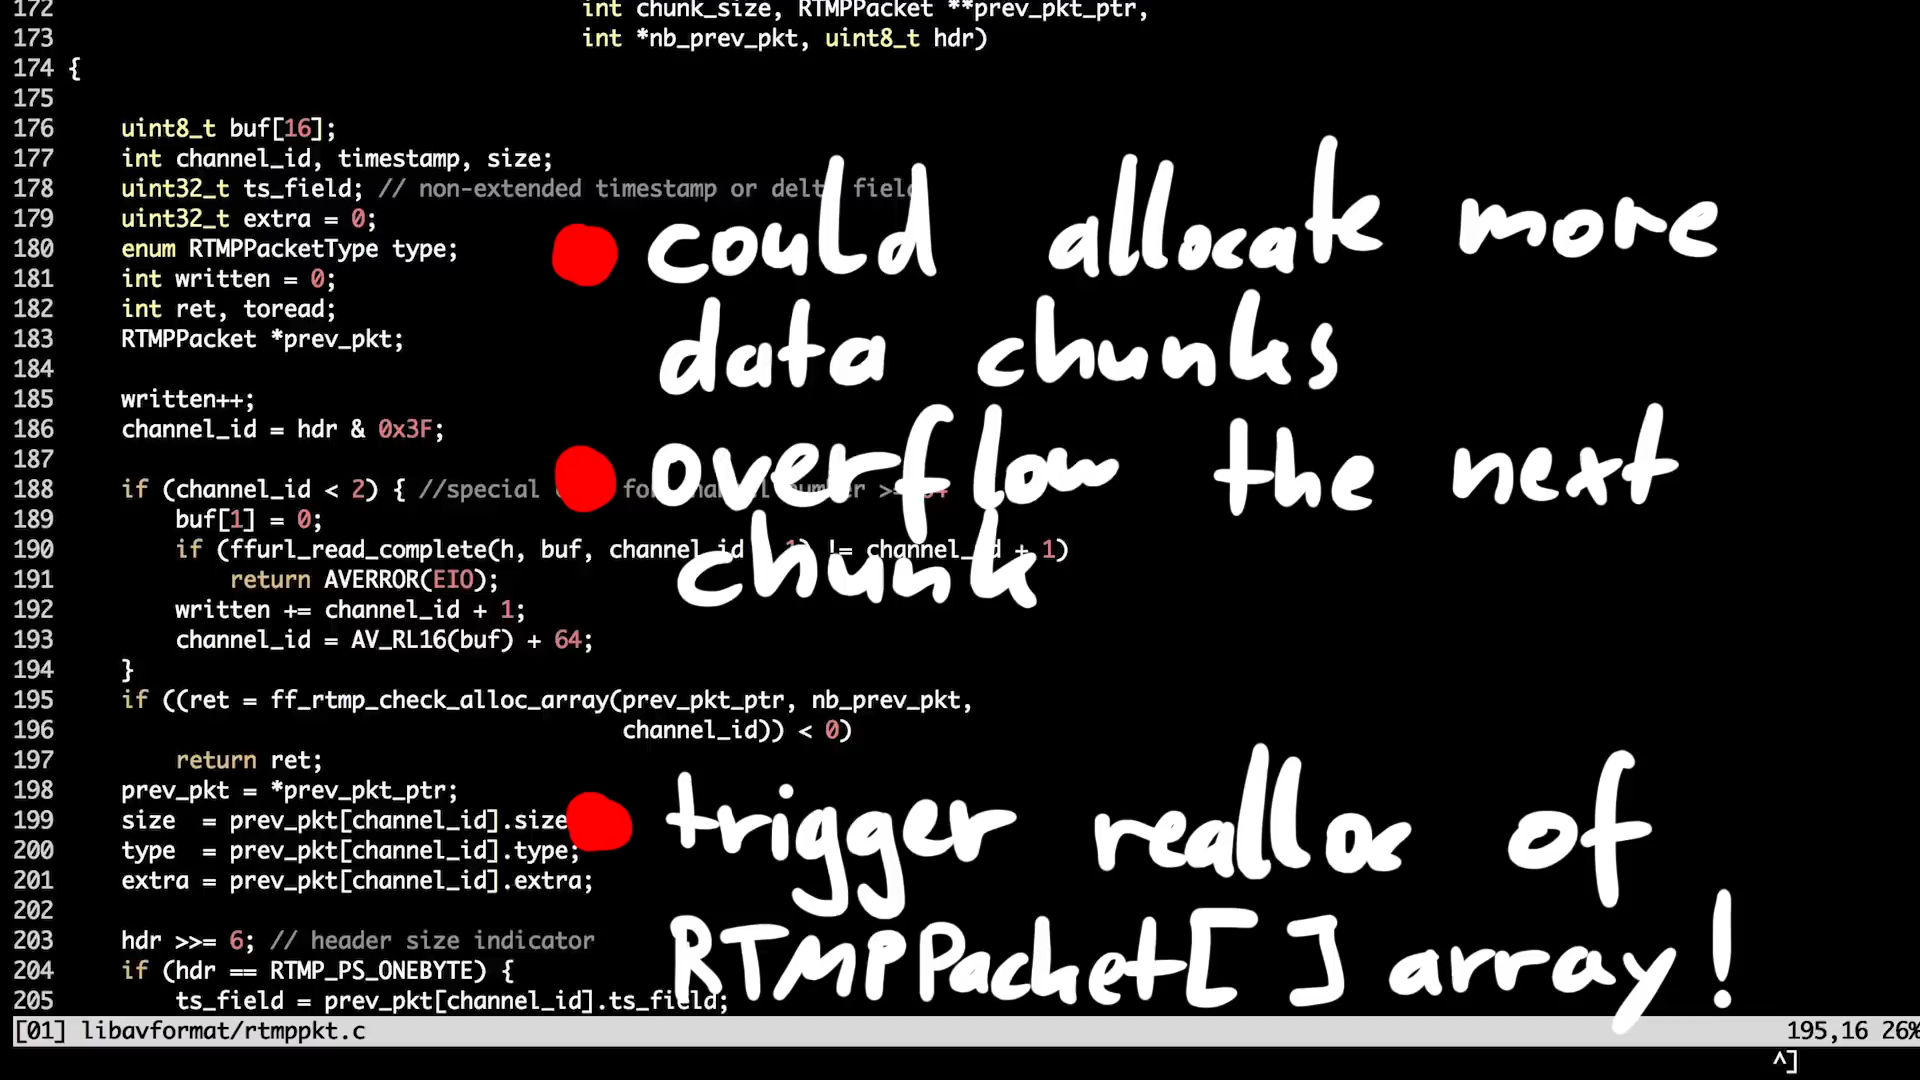 172 int chunk_size, RTMPPacket **prev_pkt_ptr,
173 int *nb_prev_pkt, uint8_t hdr)
174 {
175
176 uint8_t buf[16];
177 int channel_id, timestamp, size;
178 uint32_t ts_field; // non-extended timestamp or delt field
179 uint32_t extra = 0;
180 enum RTMPPacketType type;
181 int written = 0;
182 int ret, toread;
183 RTMPPacket *prev_pkt;
184
185 written++;
186 channel_id = hdr & 0x3F;
187
188 if (channel_id < 2) { //special for
189 buf[1] = 0;
190 if (ffurl_read_complete(h, buf, channel_id + 1) != channel_id + 1)
191 return AVERROR(EIO);
192 written += channel_id + 1;
193 channel_id = AV_RL16(buf) + 64;
194 }
195 if ((ret = ff_rtmp_check_alloc_array(prev_pkt_ptr, nb_prev_pkt,
196 channel_id)) < 0)
197 return ret;
198 prev_pkt = *prev_pkt_ptr;
199 size = prev_pkt[channel_id].size
200 type = prev_pkt[channel_id].type;
201 extra = prev_pkt[channel_id].extra;
202
203 hdr >>= 6; // header size indicator
204 if (hdr == RTMP_PS_ONEBYTE) {
205 ts_field = prev_pkt[channel_id].ts_field;
could allocate more
data chunks
overflow the next
chunk
trigger realloc of
RTMPPacket[] array!
[01] libavformat/rtmppkt.c 195,16 26%
^]